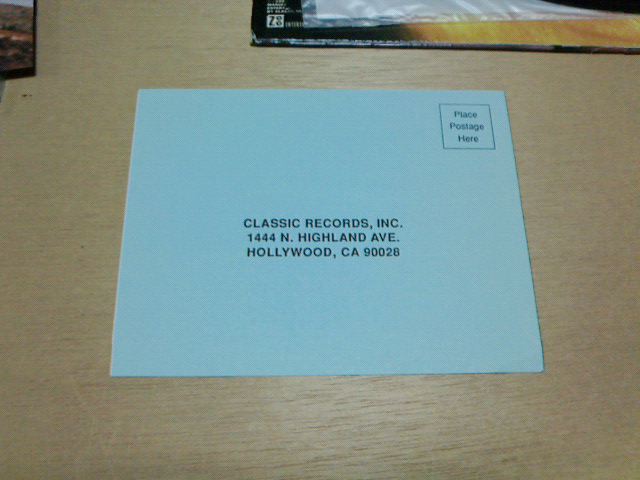 Place
Postage
Here
CLASSIC RECORDS, INC.
1444 N. HIGHLAND AVE.
HOLLYWOOD, CA 90028